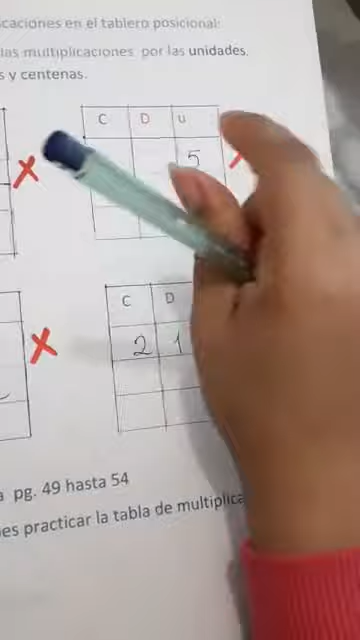 caciones en el tablero posicional:
las multiplicaciones por las unidades,
s y centenas.
C D U
5
X
X
C D
X
2 1
a pg. 49 hasta 54
es practicar la tabla de multiplica